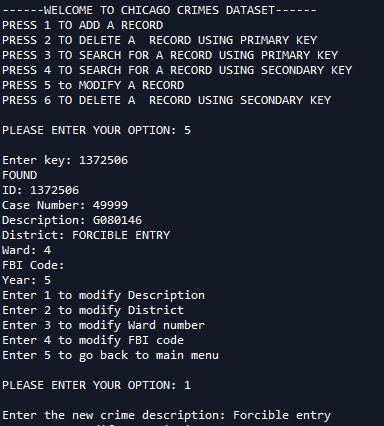 ------WELCOME TO CHICAGO CRIMES DATASET------
PRESS 1 TO ADD A RECORD
PRESS 2 TO DELETE A  RECORD USING PRIMARY KEY
PRESS 3 TO SEARCH FOR A RECORD USING PRIMARY KEY
PRESS 4 TO SEARCH FOR A RECORD USING SECONDARY KEY
PRESS 5 to MODIFY A RECORD
PRESS 6 TO DELETE A  RECORD USING SECONDARY KEY
PLEASE ENTER YOUR OPTION: 5
Enter key: 1372506
FOUND
ID: 1372506
Case Number: 49999
Description: G080146
District: FORCIBLE ENTRY
Ward: 4
FBI Code:
Year: 5
Enter 1 to modify Description
Enter 2 to modify District
Enter 3 to modify Ward number
Enter 4 to modify FBI code
Enter 5 to go back to main menu
PLEASE ENTER YOUR OPTION: 1
Enter the new crime description: Forcible entry